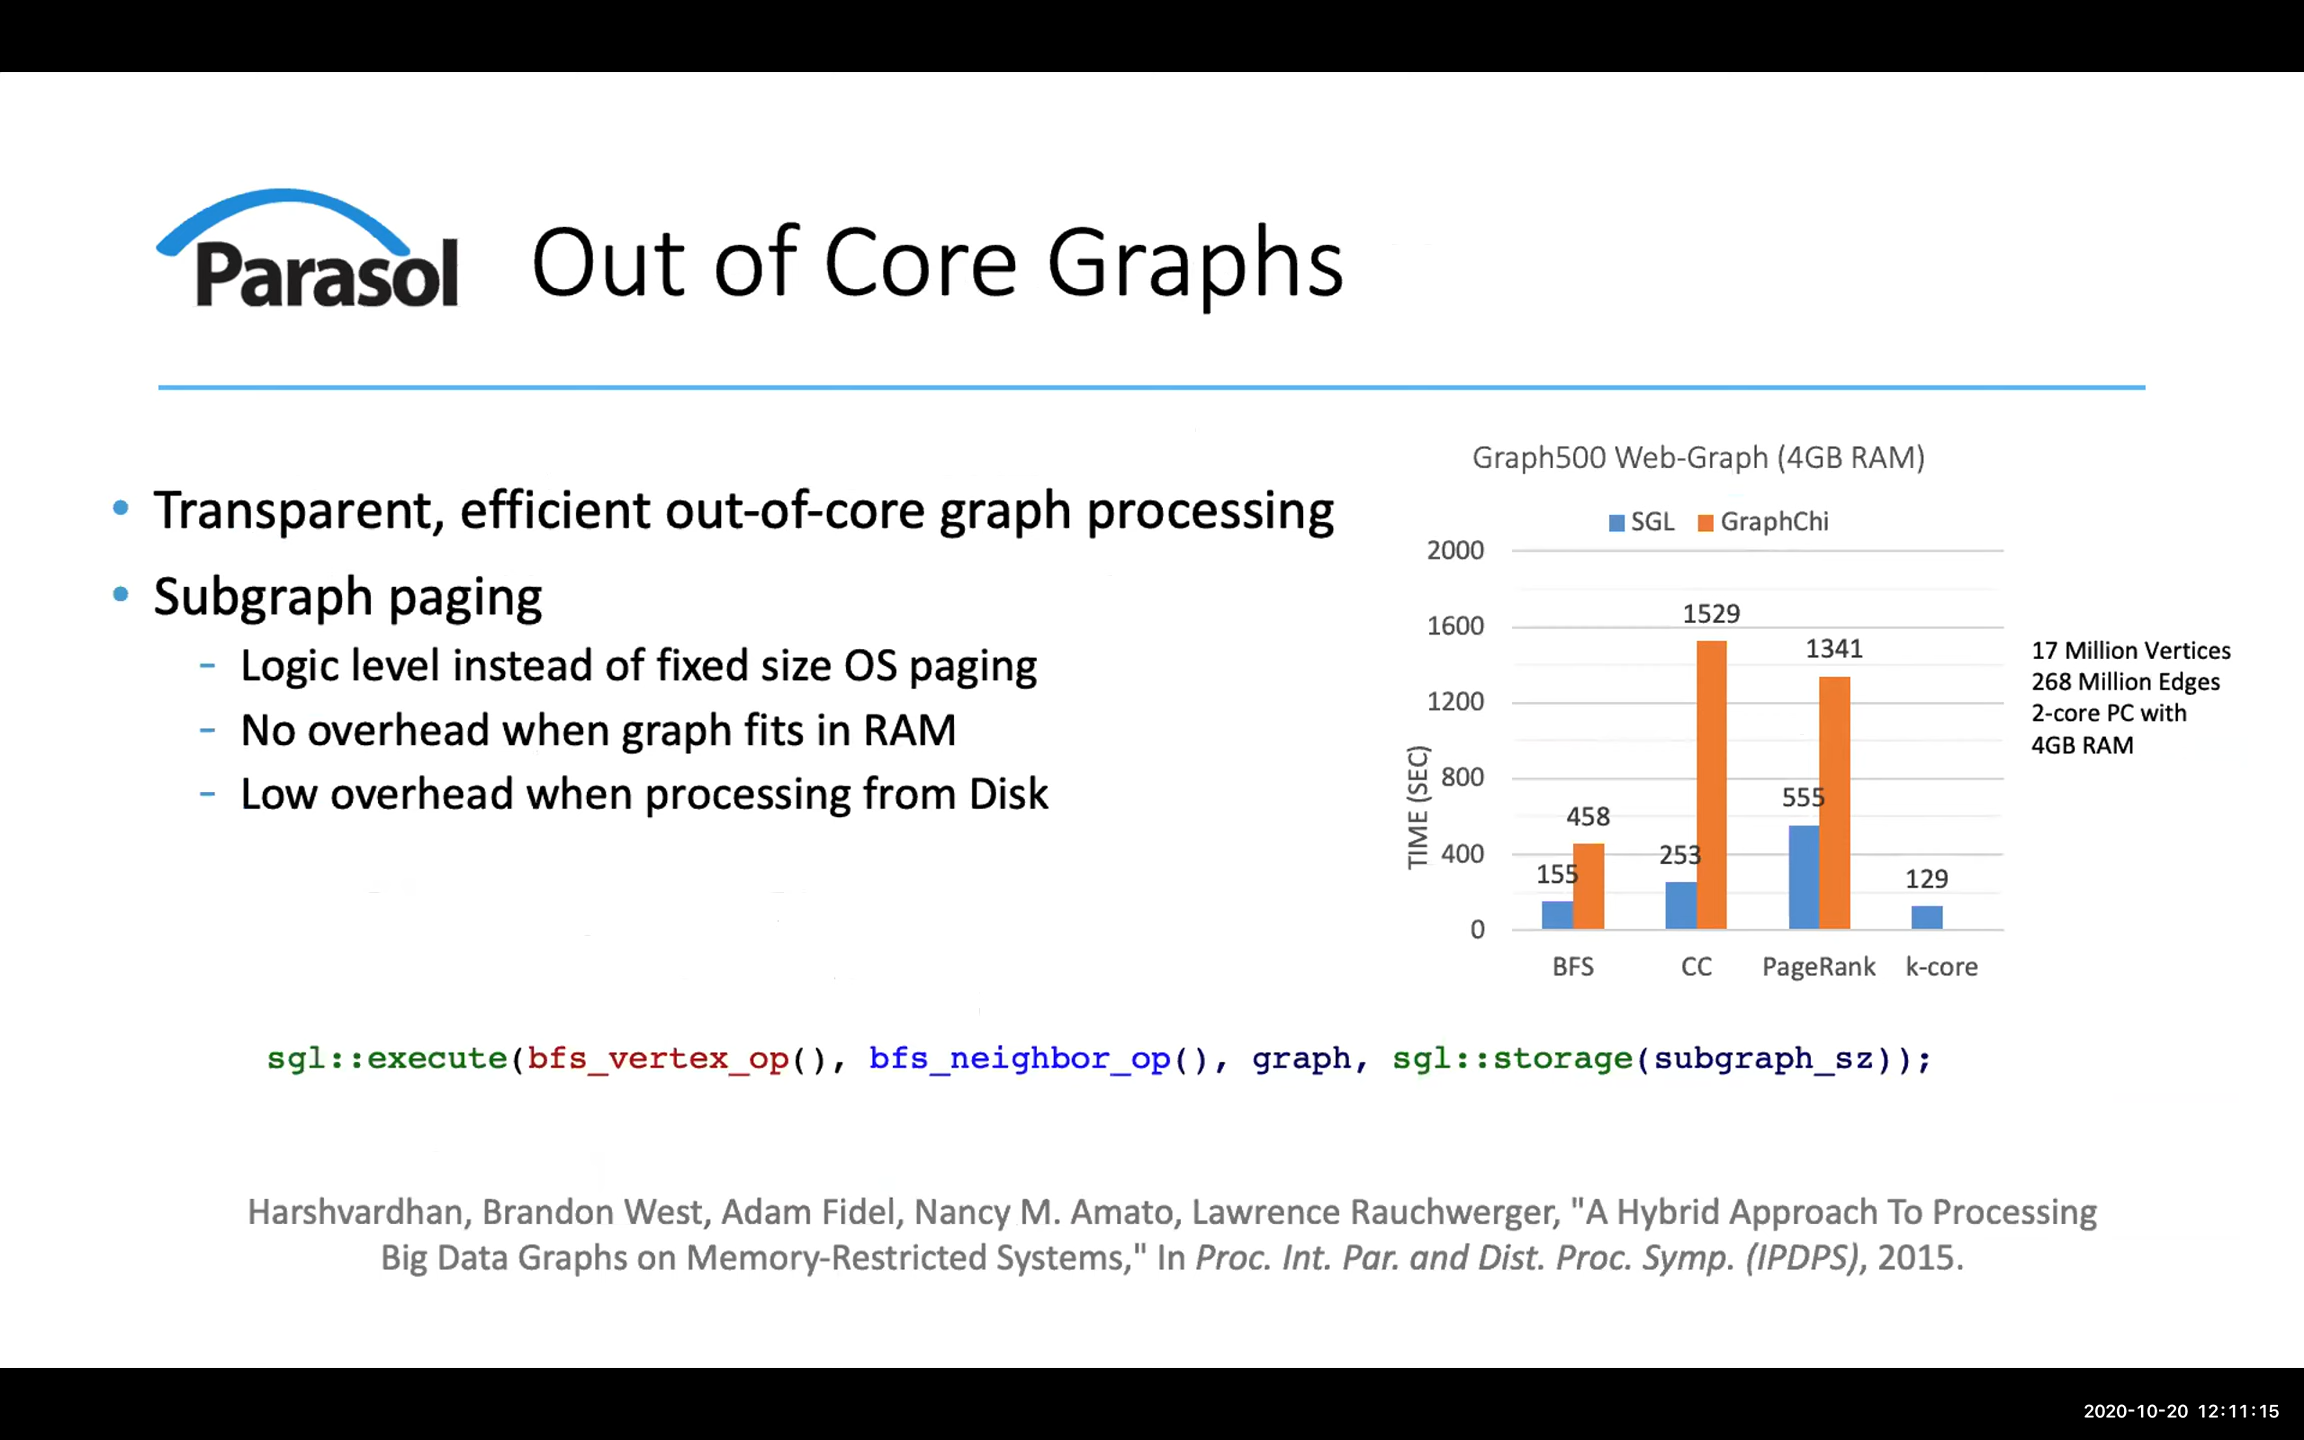 Parasol
Out of Core Graphs
• Transparent, efficient out-of-core graph processing
• Subgraph paging
- Logic level instead of fixed size OS paging
- No overhead when graph fits in RAM
- Low overhead when processing from Disk
Graph500 Web-Graph (4GB RAM)
SGL GraphChi
TIME (SEC)
2000
1600
1200
800
400
0
155
458
253
1529
555
1341
129
BFS CC PageRank k-core
17 Million Vertices
268 Million Edges
2-core PC with
4GB RAM
sgl::execute(bfs_vertex_op(), bfs_neighbor_op(), graph, sgl::storage(subgraph_sz));
Harshvardhan, Brandon West, Adam Fidel, Nancy M. Amato, Lawrence Rauchwerger, "A Hybrid Approach To Processing
Big Data Graphs on Memory-Restricted Systems," In Proc. Int. Par. and Dist. Proc. Symp. (IPDPS), 2015.
2020-10-20 12:11:15